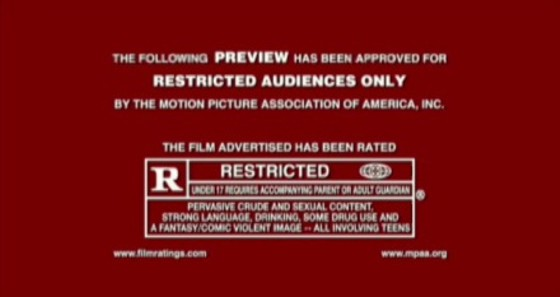 THE FOLLOWING PREVIEW HAS BEEN APPROVED FOR
RESTRICTED AUDIENCES ONLY
BY THE MOTION PICTURE ASSOCIATION OF AMERICA, INC.
THE FILM ADVERTISED HAS BEEN RATED
R RESTRICTED
UNDER 17 REQUIRES ACCOMPANYING PARENT OR ADULT GUARDIAN
®
PERVASIVE CRUDE AND SEXUAL CONTENT,
STRONG LANGUAGE, DRINKING, SOME DRUG USE AND
A FANTASY/COMIC VIOLENT IMAGE -- ALL INVOLVING TEENS
www.filmratings.com www.mpaa.org